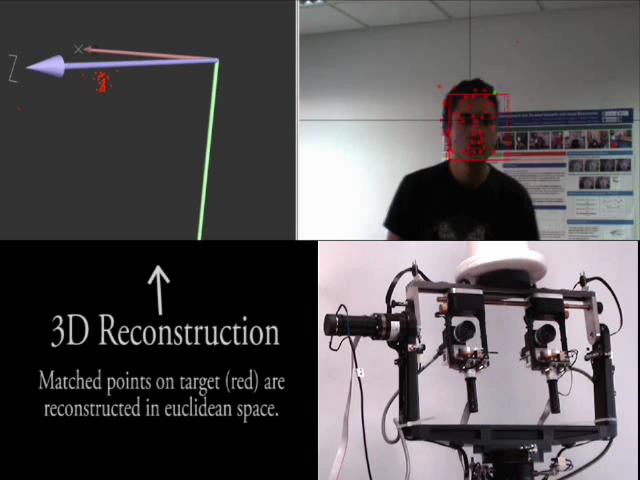 Z
X
3D Reconstruction
Matched points on target (red) are
reconstructed in euclidean space.